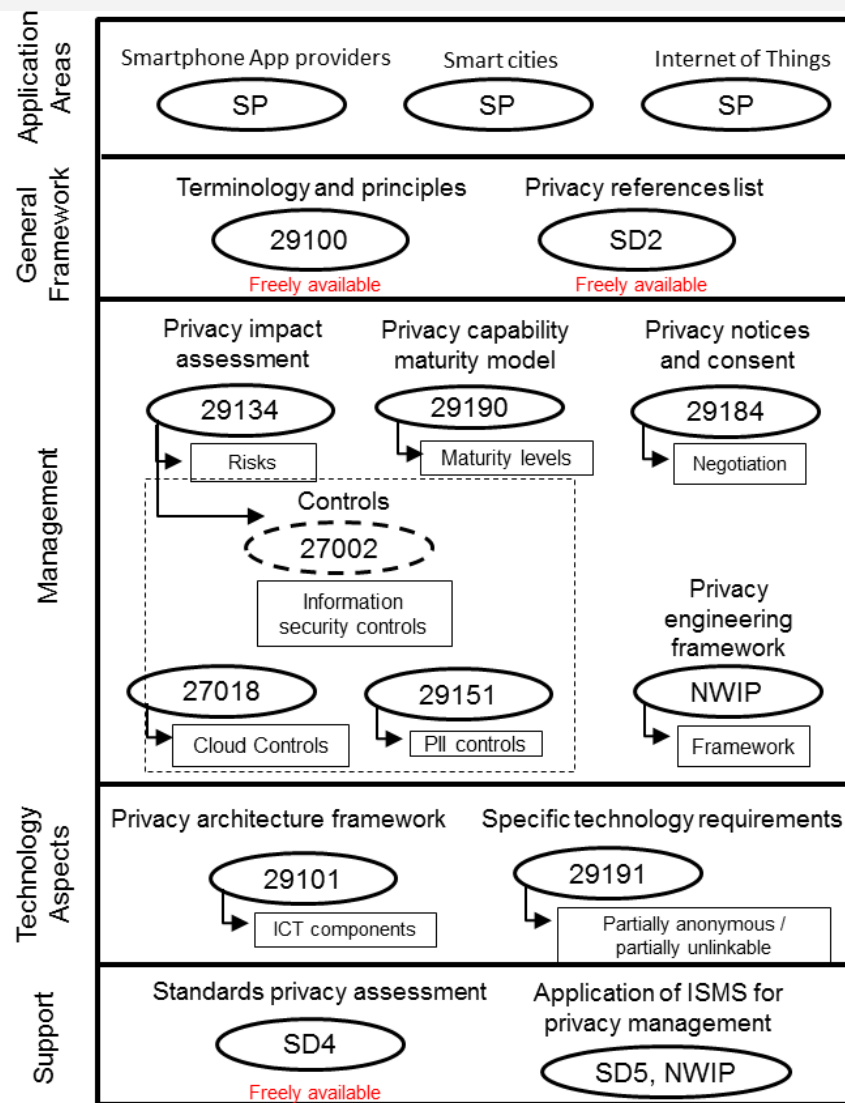 Application
Areas
Smartphone App providers
Smart cities
Internet of Things
SP
SP
SP
General
Framework
Terminology and principles
Privacy references list
29100
SD2
Freely available
Freely available
Management
Privacy impact
assessment
Privacy capability
maturity model
Privacy notices
and consent
29134
29190
29184
Risks
Maturity levels
Negotiation
Controls
27002
Information
security controls
Privacy
engineering
framework
27018
29151
NWIP
Cloud Controls
PII controls
Framework
Technology
Aspects
Privacy architecture framework
Specific technology requirements
29101
29191
ICT components
Partially anonymous /
partially unlinkable
Support
Standards privacy assessment
Application of ISMS for
privacy management
SD4
SD5, NWIP
Freely available